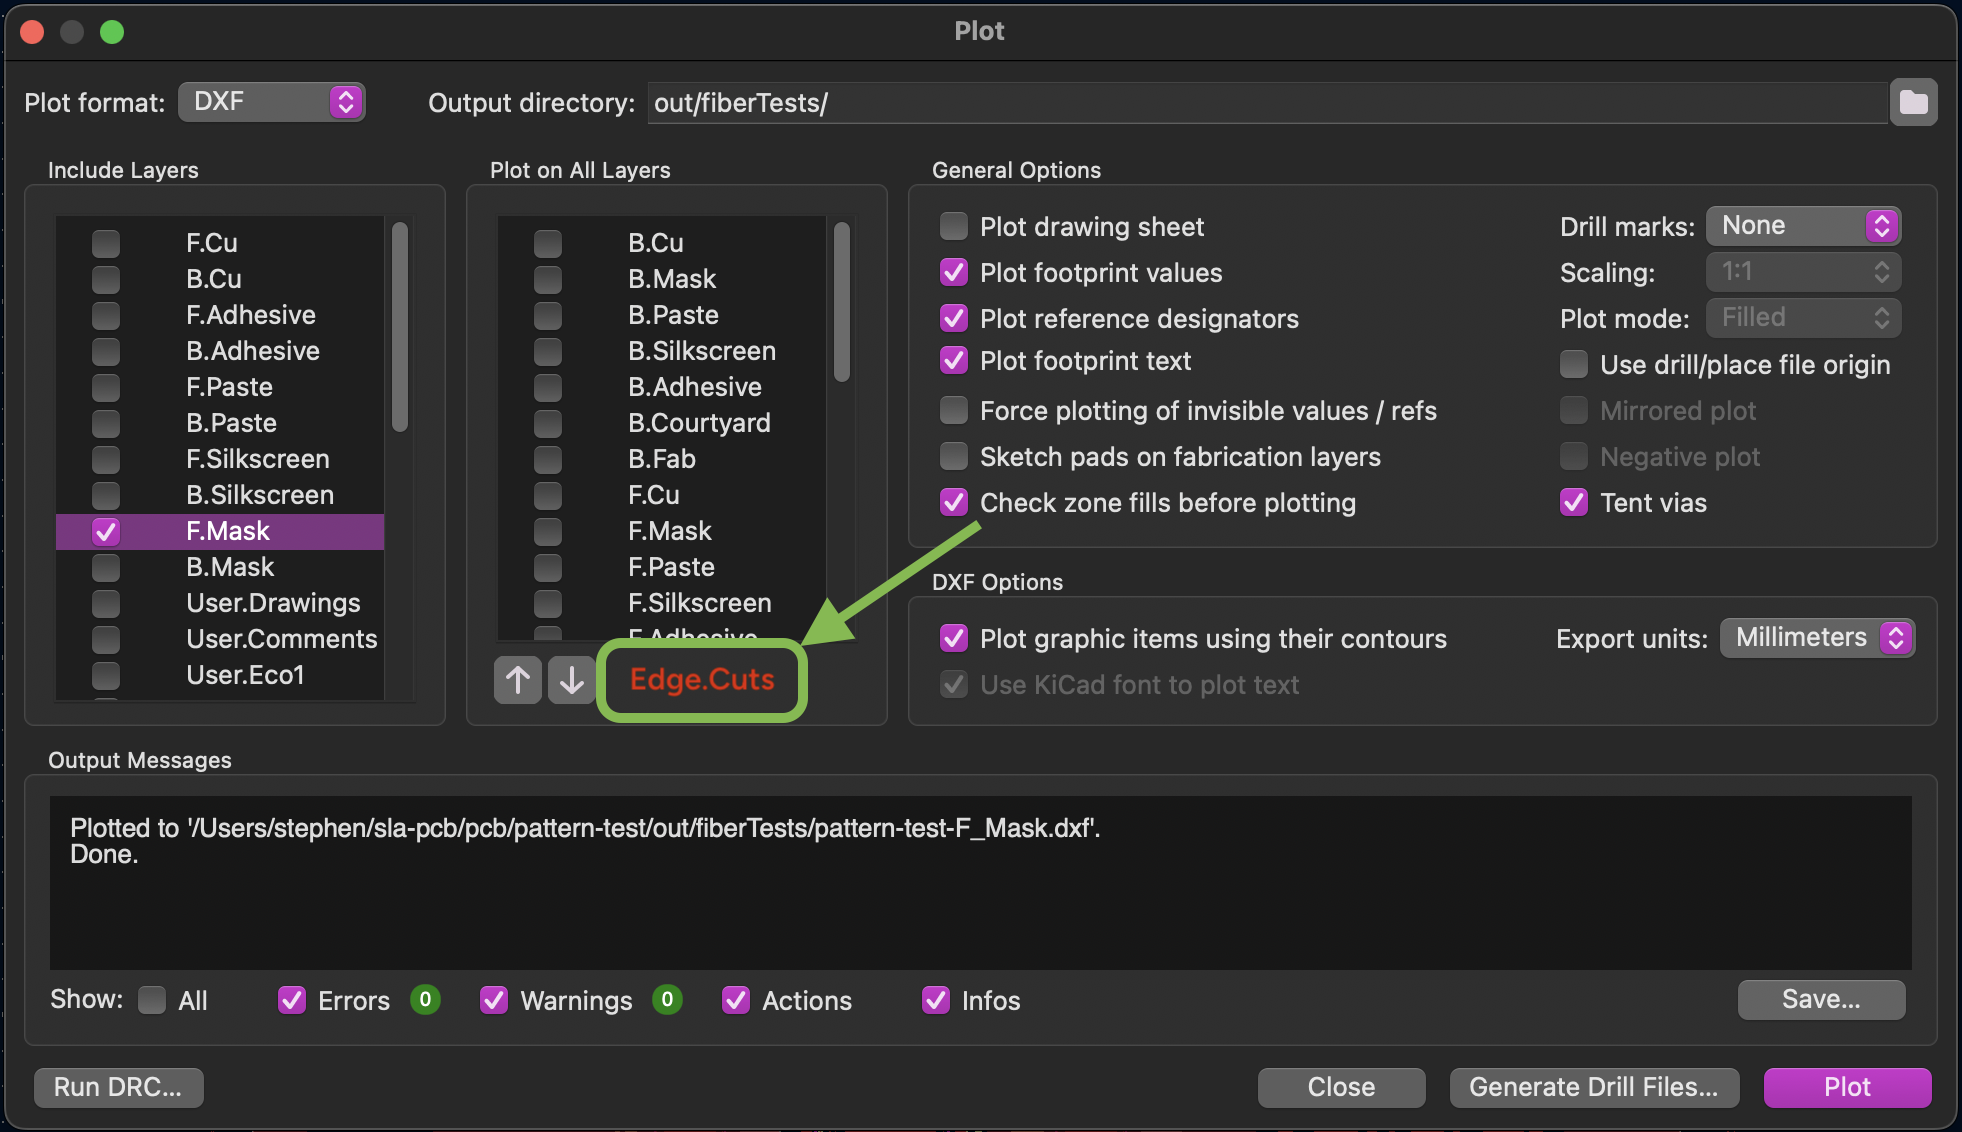 Plot
Plot format: DXF
Output directory: out/fiberTests/
Include Layers
F.Cu
B.Cu
F.Adhesive
B.Adhesive
F.Paste
B.Paste
F.Silkscreen
B.Silkscreen
F.Mask
B.Mask
User.Drawings
User.Comments
User.Eco1
Plot on All Layers
B.Cu
B.Mask
B.Paste
B.Silkscreen
B.Adhesive
B.Courtyard
B.Fab
F.Cu
F.Mask
F.Paste
F.Silkscreen
F.Adhesive
Edge.Cuts
General Options
Plot drawing sheet
Plot footprint values
Plot reference designators
Plot footprint text
Force plotting of invisible values / refs
Sketch pads on fabrication layers
Check zone fills before plotting
Drill marks: None
Scaling: 1:1
Plot mode: Filled
Use drill/place file origin
Mirrored plot
Negative plot
Tent vias
DXF Options
Plot graphic items using their contours
Use KiCad font to plot text
Export units: Millimeters
Output Messages
Plotted to '/Users/stephen/sla-pcb/pcb/pattern-test/out/fiberTests/pattern-test-F_Mask.dxf'.
Done.
Show: All Errors 0 Warnings 0 Actions Infos
Save...
Run DRC...
Close
Generate Drill Files...
Plot